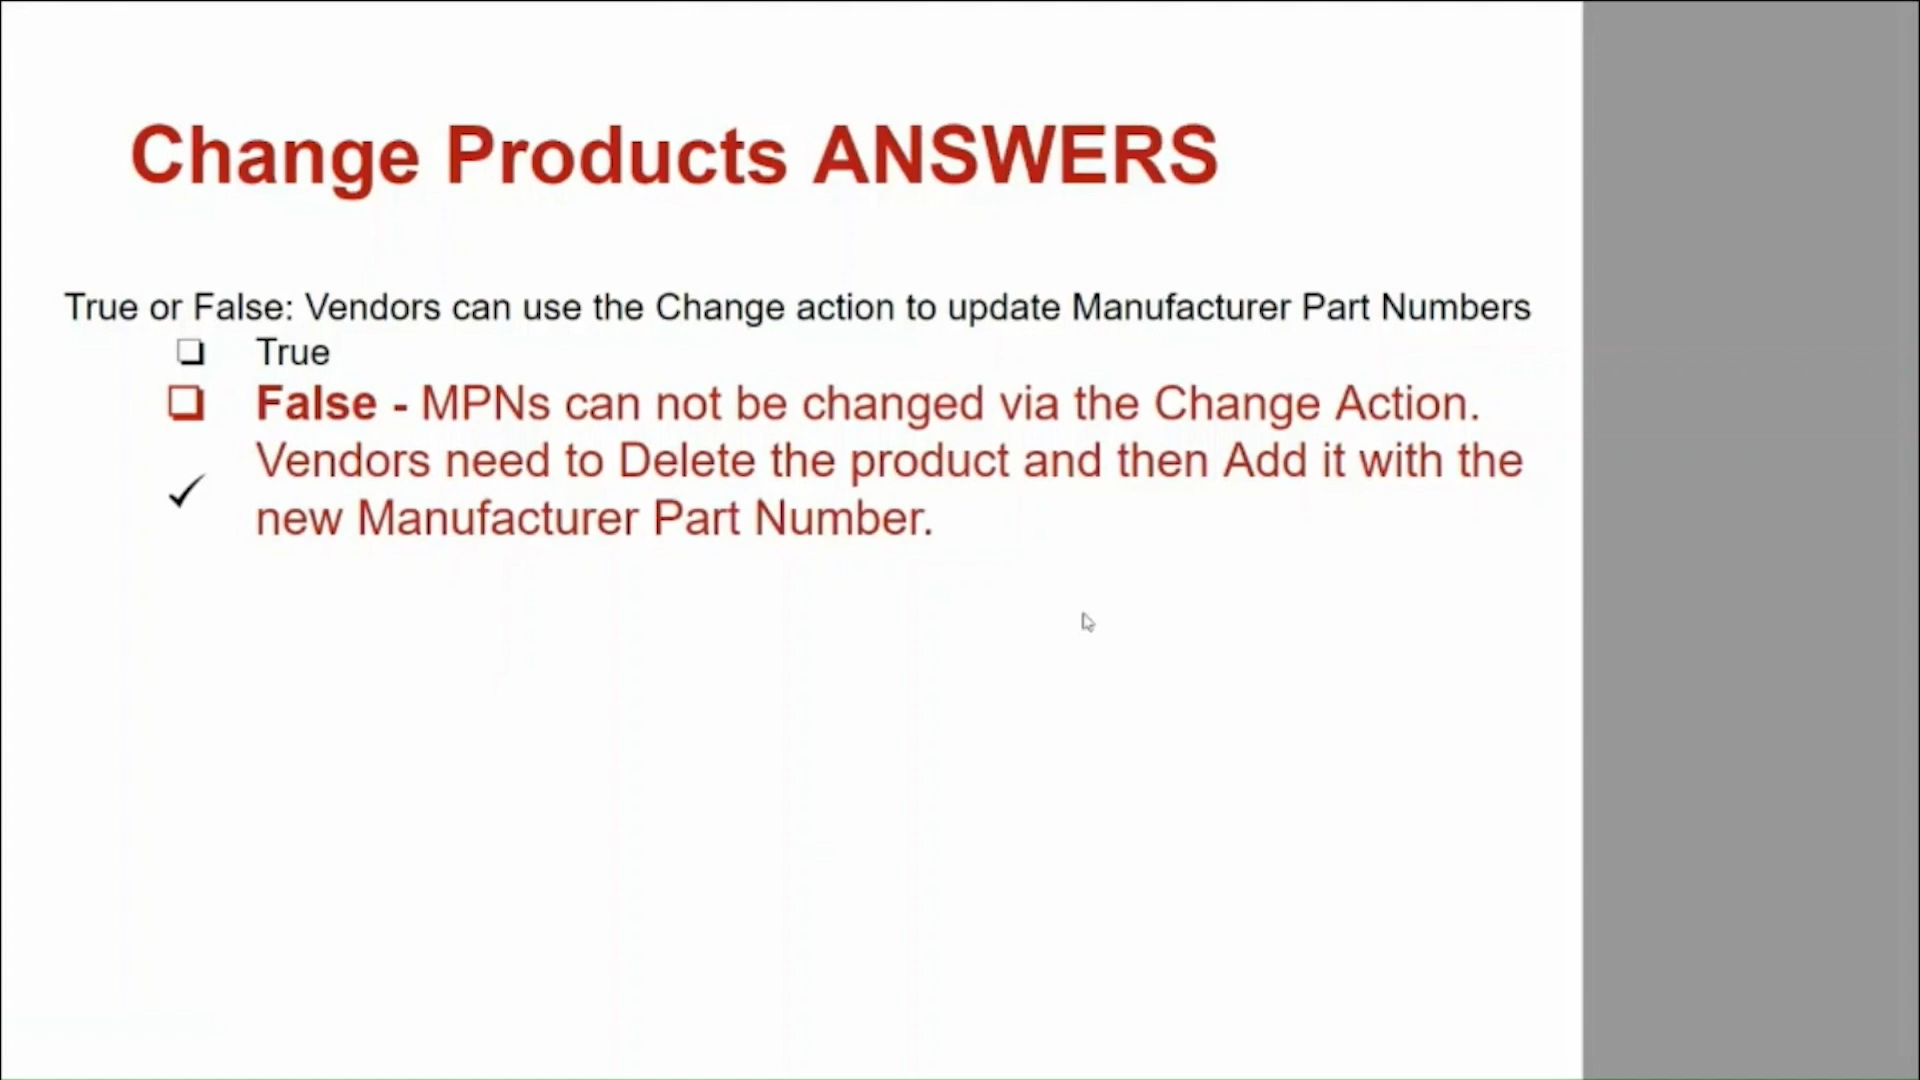 Change Products ANSWERS
True or False: Vendors can use the Change action to update Manufacturer Part Numbers
❏ True
❏ False - MPNs can not be changed via the Change Action.
Vendors need to Delete the product and then Add it with the
✓ new Manufacturer Part Number.